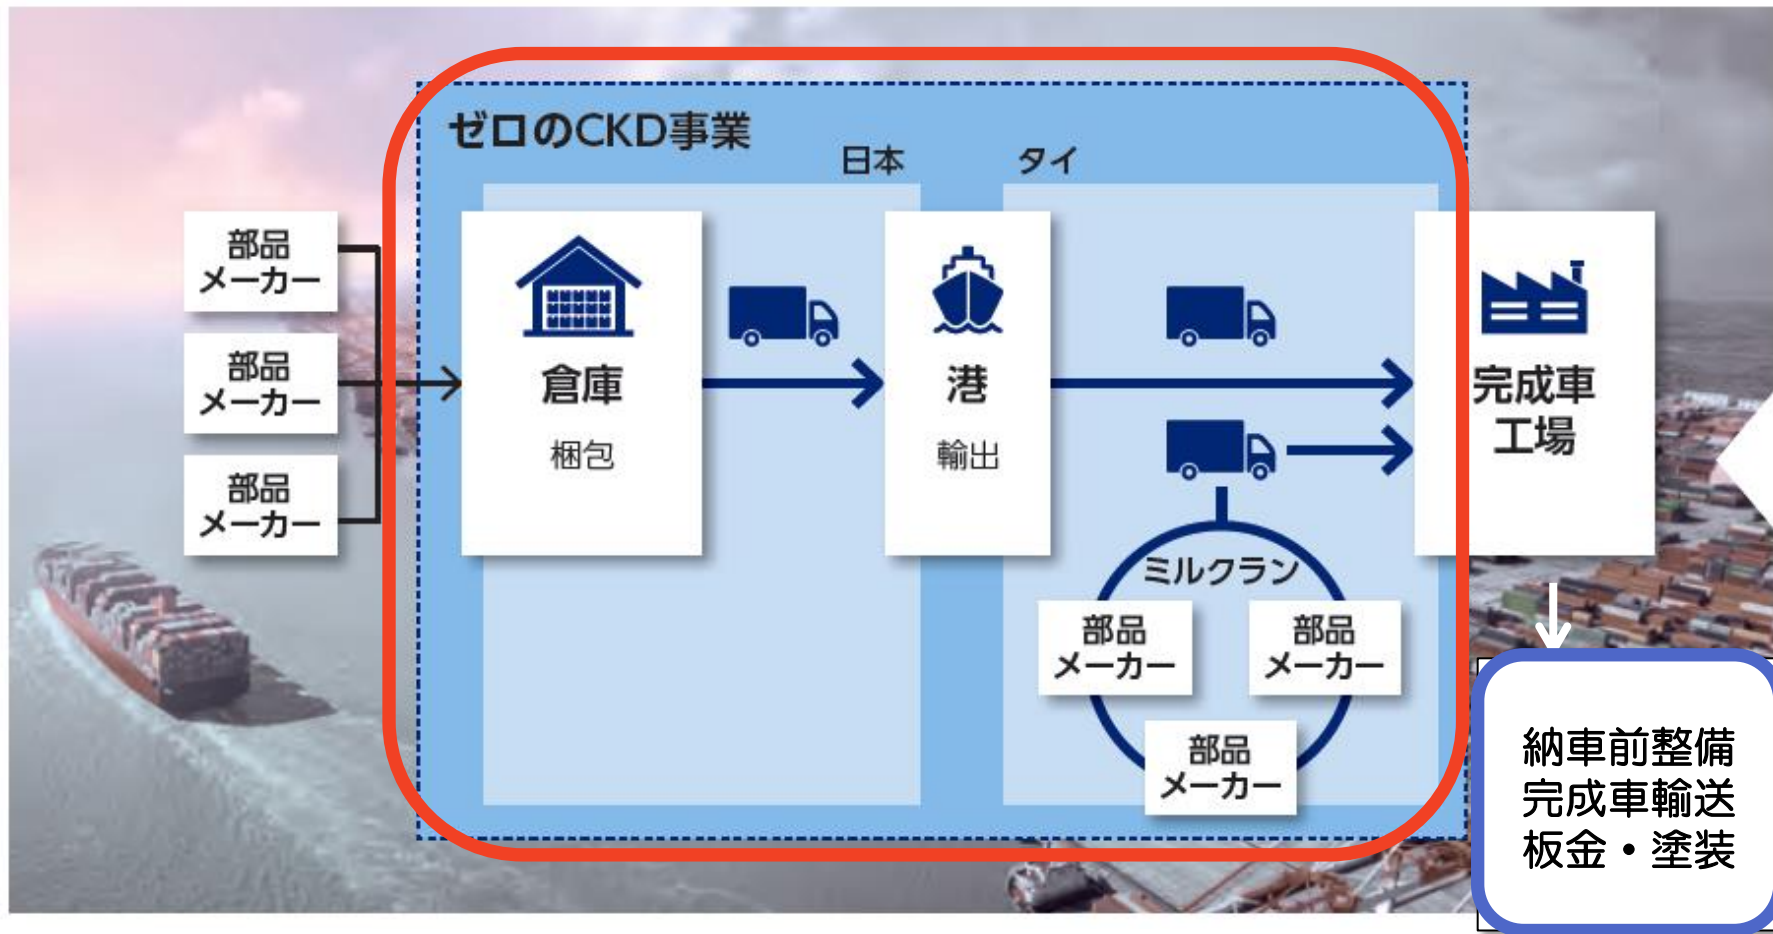 ゼロのCKD事業
日本
タイ
部品
メーカー
部品
メーカー
部品
メーカー
倉庫
梱包
港
輸出
完成車
工場
ミルクラン
部品
メーカー
部品
メーカー
部品
メーカー
納車前整備
完成車輸送
板金・塗装